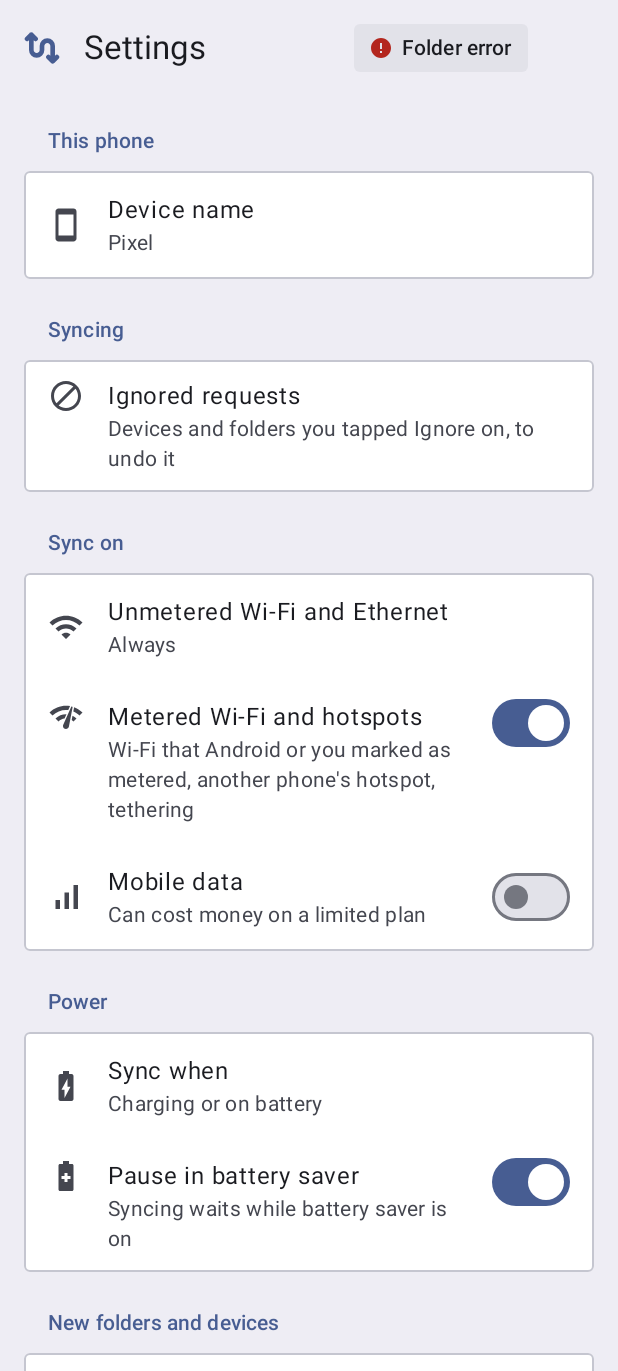 Settings
Folder error
This phone
Device name
Pixel
Syncing
Ignored requests
Devices and folders you tapped Ignore on, to
undo it
Sync on
Unmetered Wi-Fi and Ethernet
Always
Metered Wi-Fi and hotspots
Wi-Fi that Android or you marked as
metered, another phone's hotspot,
tethering
Mobile data
Can cost money on a limited plan
Power
Sync when
Charging or on battery
Pause in battery saver
Syncing waits while battery saver is
on
New folders and devices